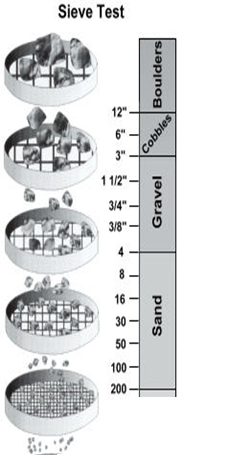 Sieve Test
Boulders
12"
Cobbles
6"
3"
1 1/2"
Gravel
3/4"
3/8"
4
8
16
Sand
30
50
100
200